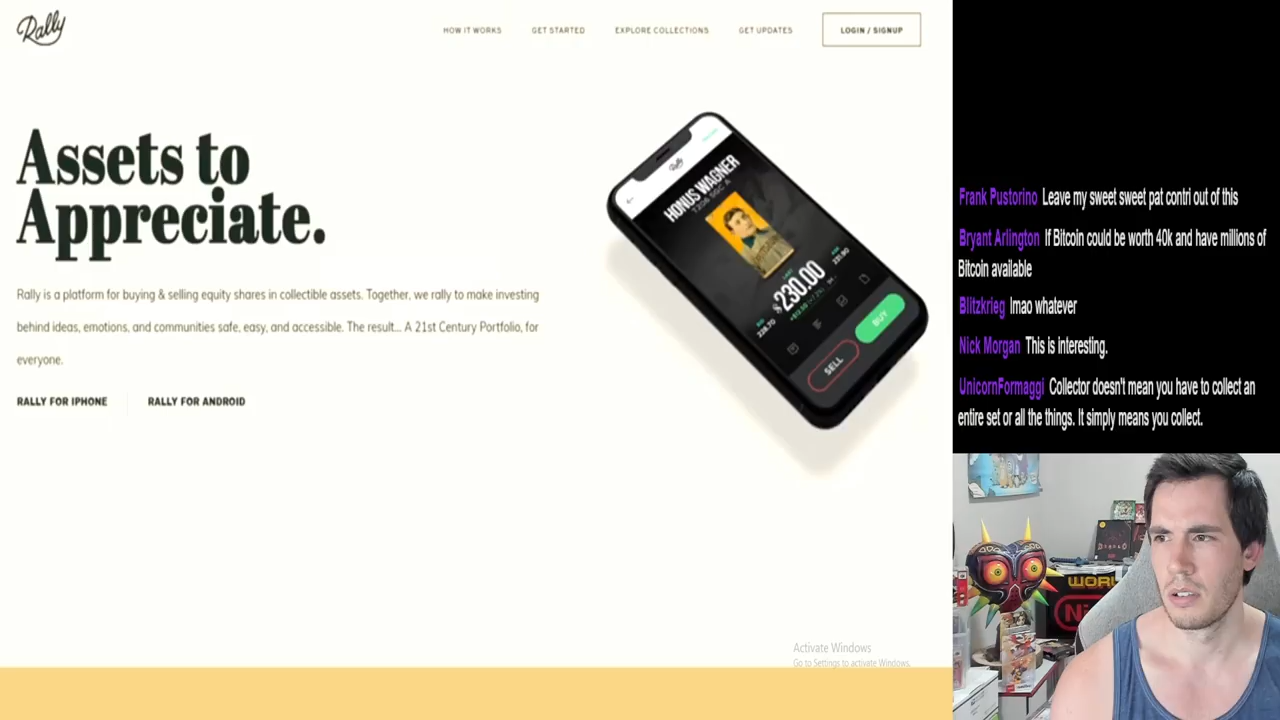 Rally
HOW IT WORKS
GET STARTED
EXPLORE COLLECTIONS
GET UPDATES
LOGIN / SIGNUP
Assets to
Appreciate.
Rally is a platform for buying & selling equity shares in collectible assets. Together, we rally to make investing
behind ideas, emotions, and communities safe, easy, and accessible. The result... A 21st Century Portfolio, for
everyone.
RALLY FOR IPHONE
RALLY FOR ANDROID
Rally
HONUS WAGNER
$230.00
SELL
BUY
Activate Windows
Go to Settings to activate Windows.
Frank Pustorino Leave my sweet sweet pat contri out of this
Bryant Arlington If Bitcoin could be worth 40k and have millions of
Bitcoin available
Blitzkrieg lmao whatever
Nick Morgan This is interesting.
UnicornFormaggi Collector doesn't mean you have to collect an
entire set or all the things. It simply means you collect.